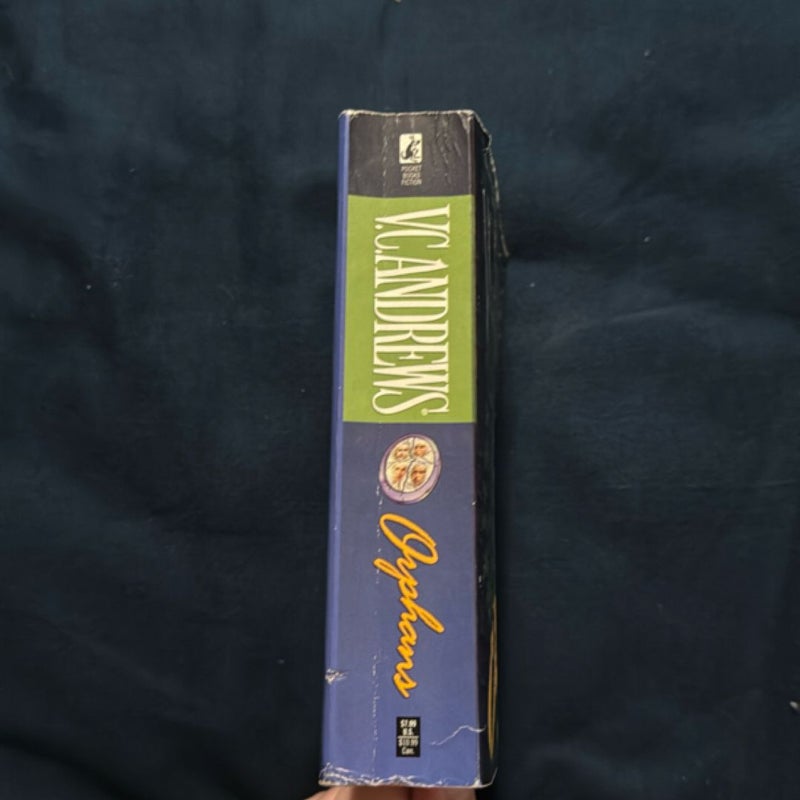 POCKET
BOOKS
FICTION
V.C. ANDREWS®
Orphans
$7.99
U.S.
$10.99
Can.